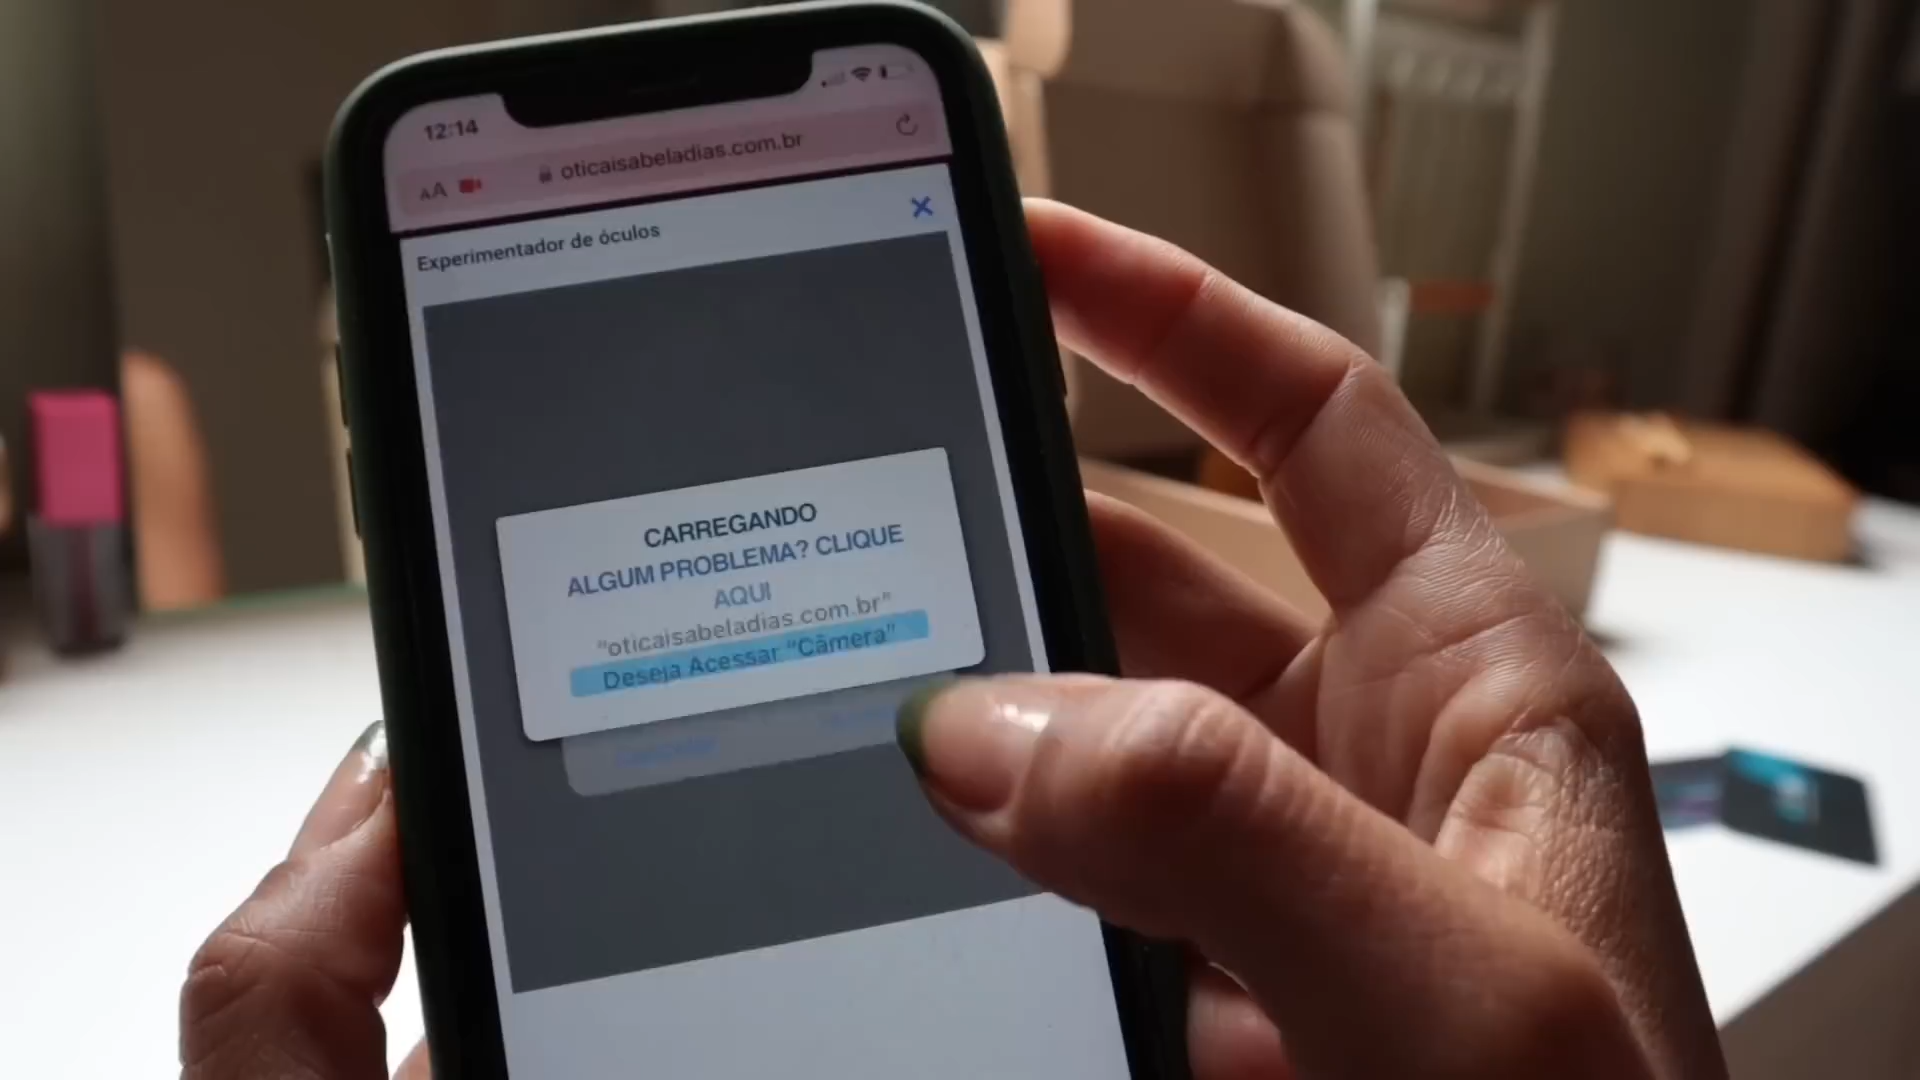 12:14
AA oticaisabeladias.com.br
Experimentador de óculos
CARREGANDO
ALGUM PROBLEMA? CLIQUE
AQUI
"oticaisabeladias.com.br"
Deseja Acessar "Câmera"
Cancelar